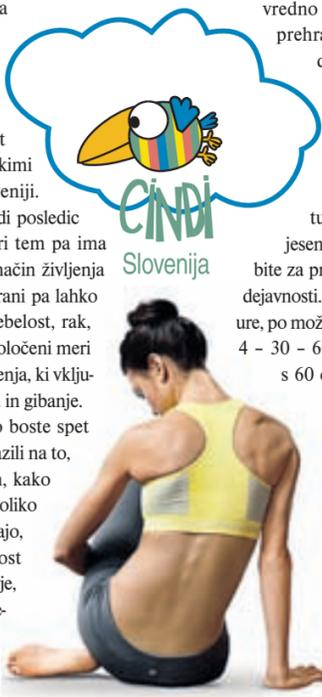 a
t
kimi
eniji.
di posledic
ri tem pa ima
način življenja
rani pa lahko
ebelost, rak,
oločeni meri
enja, ki vklju-
in gibanje.
o boste spet
zili na to,
, kako
oliko
ajo,
ost
je,
e-
CINDI
Slovenija
vredno
prehra
d
tu
jesen
bite za pr
dejavnosti.
ure, po mož
4 – 30 – 6
s 60